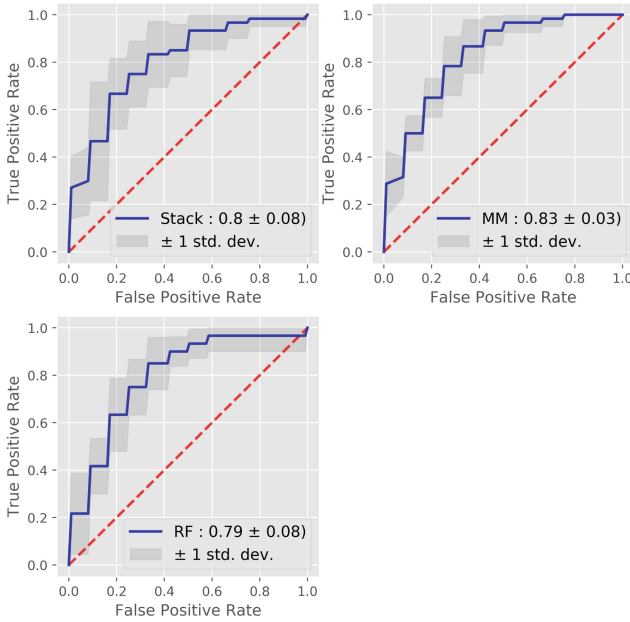 1.0
0.8
0.6
0.4
0.2
0.0
True Positive Rate
Stack : 0.8 ± 0.08)
± 1 std. dev.
0.0 0.2 0.4 0.6 0.8 1.0
False Positive Rate
1.0
0.8
0.6
0.4
0.2
0.0
True Positive Rate
MM : 0.83 ± 0.03)
± 1 std. dev.
0.0 0.2 0.4 0.6 0.8 1.0
False Positive Rate
1.0
0.8
0.6
0.4
0.2
0.0
True Positive Rate
RF : 0.79 ± 0.08)
± 1 std. dev.
0.0 0.2 0.4 0.6 0.8 1.0
False Positive Rate